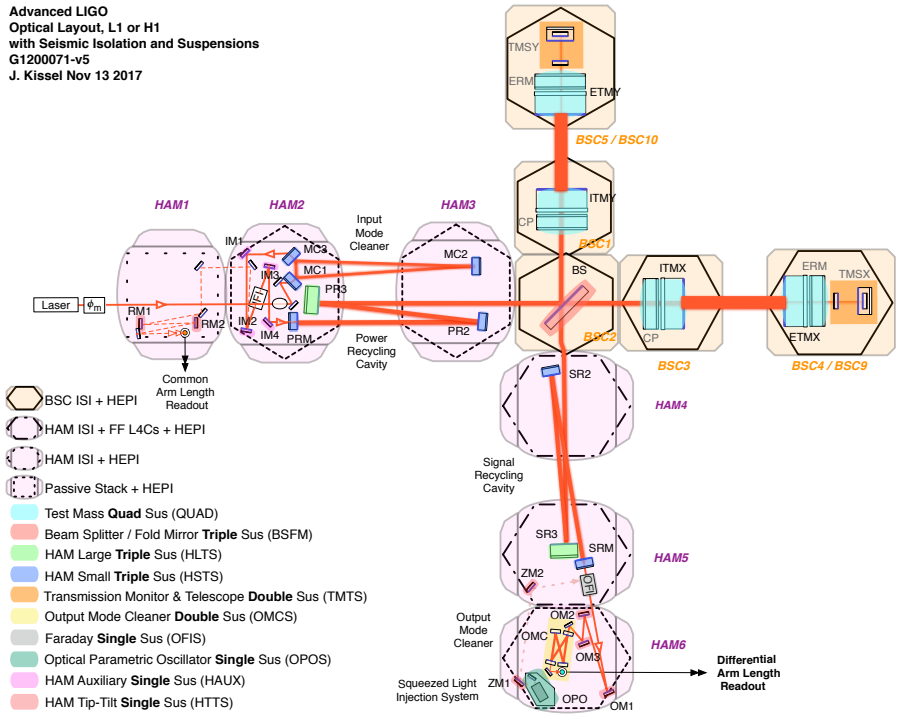 Advanced LIGO
Optical Layout, L1 or H1
with Seismic Isolation and Suspensions
G1200071-v5
J. Kissel Nov 13 2017
TMSY
ERM
ETMY
BSC5 / BSC10
ITMY
CP
BSC1
HAM1
HAM2
Input
Mode
Cleaner
HAM3
IM1
MC3
MC2
IM3
MC1
BS
ITMX
ERM
TMSX
PR3
Laser
ϕm
FI
RM1
RM2
IM2
IM4
PRM
PR2
BSC2
CP
ETMX
Power
Recycling
Cavity
BSC3
BSC4 / BSC9
Common
Arm Length
Readout
SR2
HAM4
BSC ISI + HEPI
HAM ISI + FF L4Cs + HEPI
HAM ISI + HEPI
Passive Stack + HEPI
Signal
Recycling
Cavity
Test Mass Quad Sus (QUAD)
Beam Splitter / Fold Mirror Triple Sus (BSFM)
HAM Large Triple Sus (HLTS)
HAM Small Triple Sus (HSTS)
Transmission Monitor & Telescope Double Sus (TMTS)
Output Mode Cleaner Double Sus (OMCS)
Faraday Single Sus (OFIS)
Optical Parametric Oscillator Single Sus (OPOS)
HAM Auxiliary Single Sus (HAUX)
HAM Tip-Tilt Single Sus (HTTS)
SR3
SRM
HAM5
ZM2
OFI
Output
Mode
Cleaner
OM2
OMC
OM3
HAM6
Differential
Arm Length
Readout
ZM1
Squeezed Light
Injection System
OPO
OM1